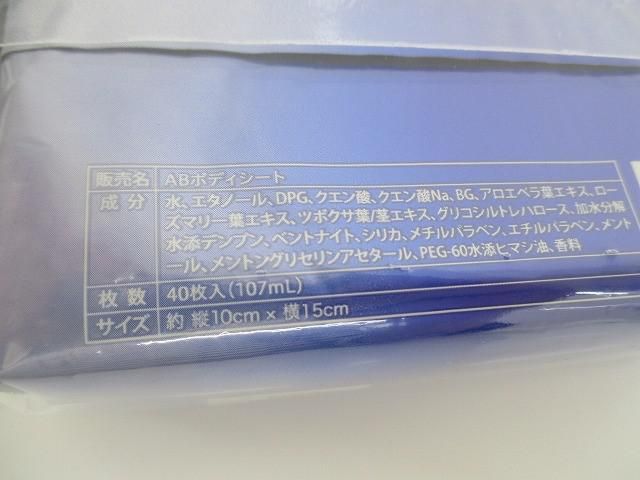 販売名 ABボディシート
成分 水、エタノール、DPG、クエン酸、クエン酸Na、BG、アロエベラ葉エキス、ロー
ズマリー葉エキス、ツボクサ葉/茎エキス、グリコシルトレハロース、加水分解
水添デンプン、ベントナイト、シリカ、メチルパラベン、エチルパラベン、メント
ール、メントングリセリンアセタール、PEG-60水添ヒマシ油、香料
枚数 40枚入(107mL)
サイズ 約 縦10cm × 横15cm